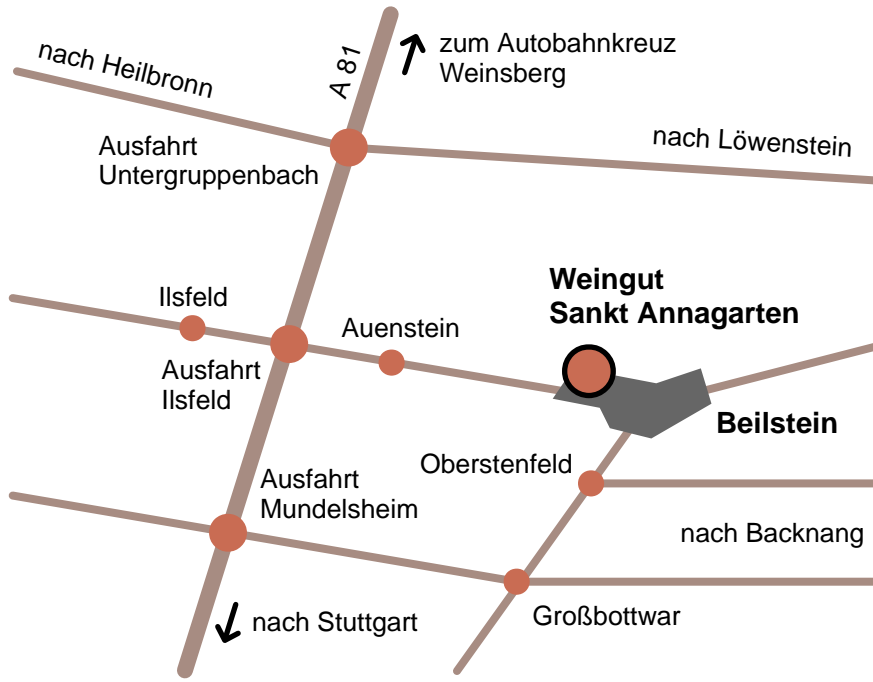 nach Heilbronn
A 81
zum Autobahnkreuz
Weinsberg
nach Löwenstein
Ausfahrt
Untergruppenbach
Weingut
Sankt Annagarten
Ilsfeld
Auenstein
Ausfahrt
Ilsfeld
Beilstein
Oberstenfeld
Ausfahrt
Mundelsheim
nach Backnang
nach Stuttgart
Großbottwar